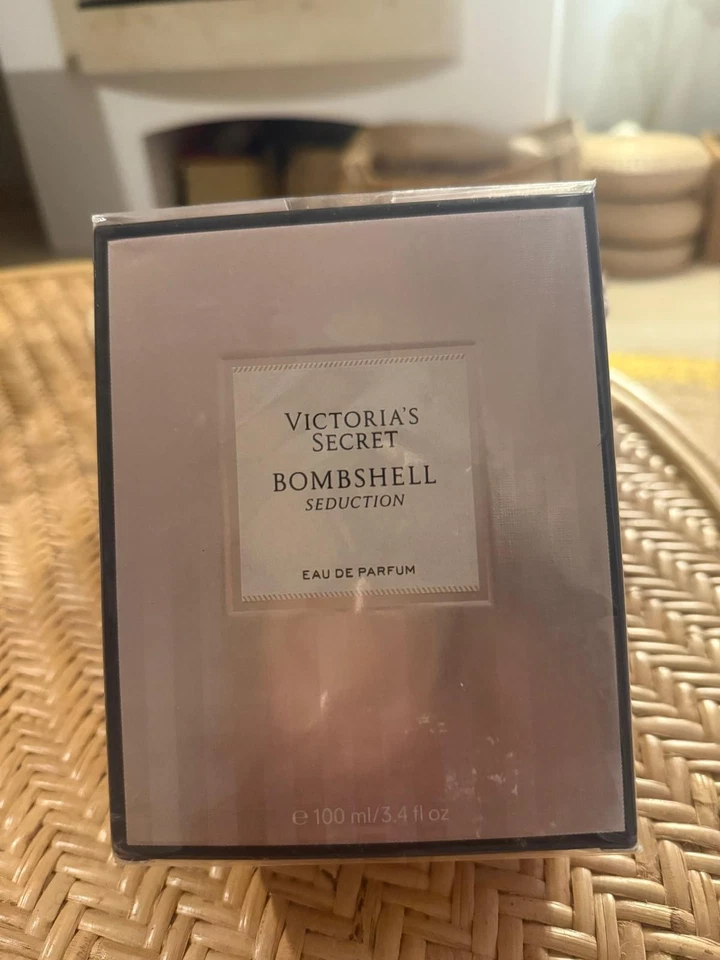 VICTORIA'S
SECRET
BOMBSHELL
SEDUCTION
EAU DE PARFUM
℮ 100 ml/3.4 fl oz